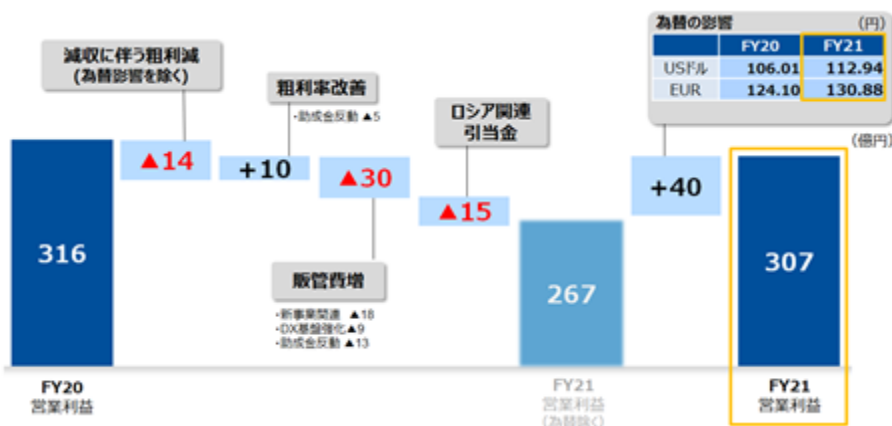 為替の影響 (円)
FY20 FY21
USドル 106.01 112.94
EUR 124.10 130.88
(億円)
減収に伴う粗利減
(為替影響を除く)
粗利率改善
・助成金反動 ▲5
ロシア関連
引当金
316
▲14
+10
▲30
▲15
267
+40
307
販管費増
・新事業関連 ▲18
・DX基盤強化▲9
・助成金反動 ▲13
FY20
営業利益
FY21
営業利益
(為替除く)
FY21
営業利益